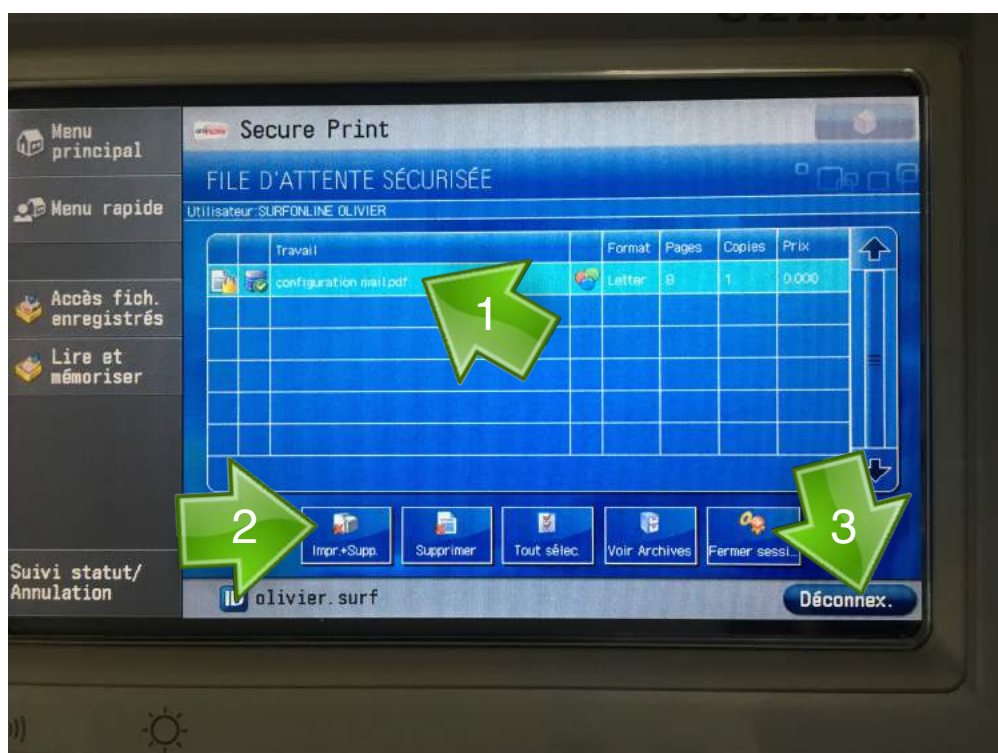 Menu
principal
Menu rapide
Accès fich.
enregistrés
Lire et
mémoriser
Suivi statut/
Annulation
Secure Print
FILE D'ATTENTE SÉCURISÉE
Utilisateur:SURFONLINE OLIVIER
Travail Format Pages Copies Prix
configuration mail.pdf Letter 8 1 0.000
1
2
3
Impr.+Supp. Supprimer Tout sélec. Voir Archives Fermer sessi...
ID olivier.surf Déconnex.